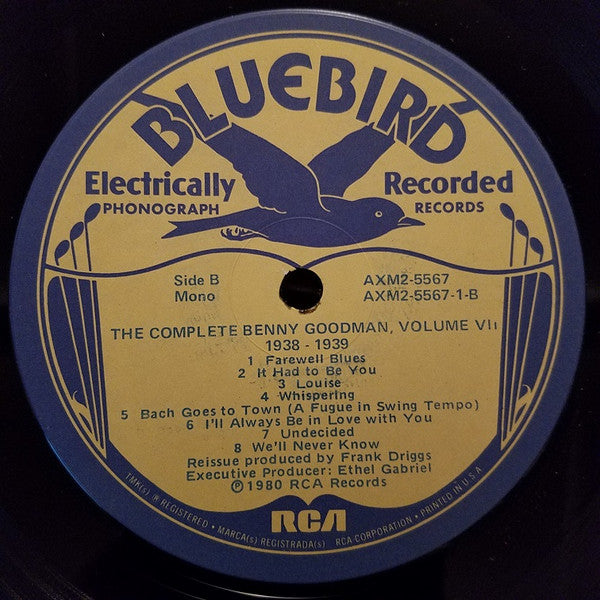 BLUEBIRD
Electrically Recorded
PHONOGRAPH RECORDS
Side B AXM2-5567
Mono AXM2-5567-1-B
THE COMPLETE BENNY GOODMAN, VOLUME VII
1938 - 1939
1 Farewell Blues
2 It Had to Be You
3 Louise
4 Whispering
5 Bach Goes to Town (A Fugue in Swing Tempo)
6 I'll Always Be in Love with You
7 Undecided
8 We'll Never Know
Reissue produced by Frank Driggs
Executive Producer: Ethel Gabriel
℗ 1980 RCA Records
TMK(s) ® REGISTERED • MARCA(s) REGISTRADA(s) RCA CORPORATION • PRINTED IN U.S.A
RCA